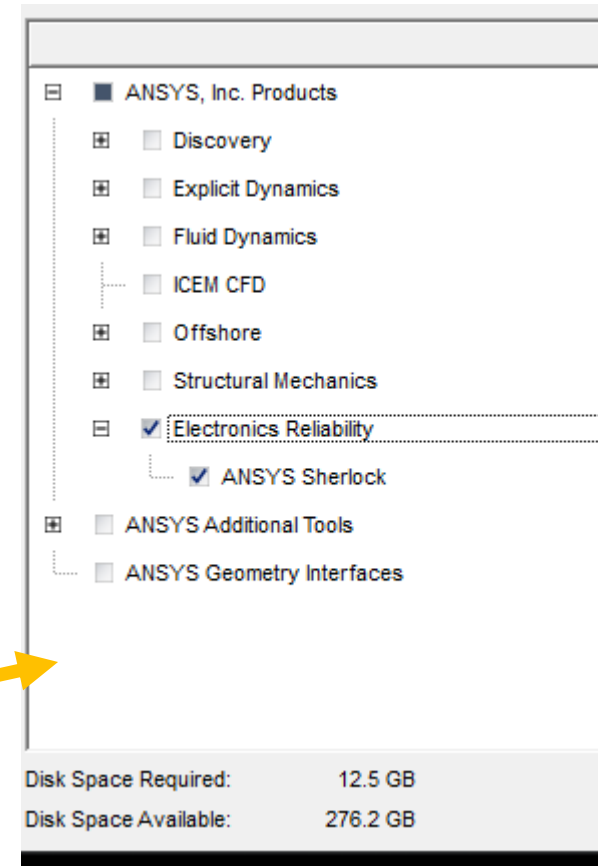 ANSYS, Inc. Products
Discovery
Explicit Dynamics
Fluid Dynamics
ICEM CFD
Offshore
Structural Mechanics
Electronics Reliability
ANSYS Sherlock
ANSYS Additional Tools
ANSYS Geometry Interfaces
Disk Space Required: 12.5 GB
Disk Space Available: 276.2 GB